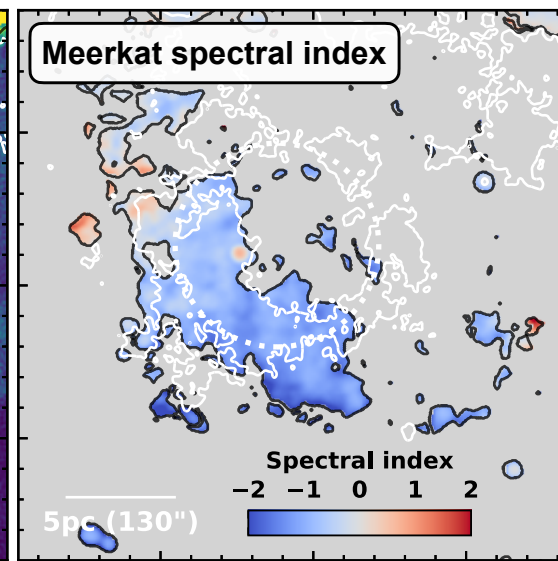 Meerkat spectral index
Spectral index
−2 −1 0 1 2
5pc (130")